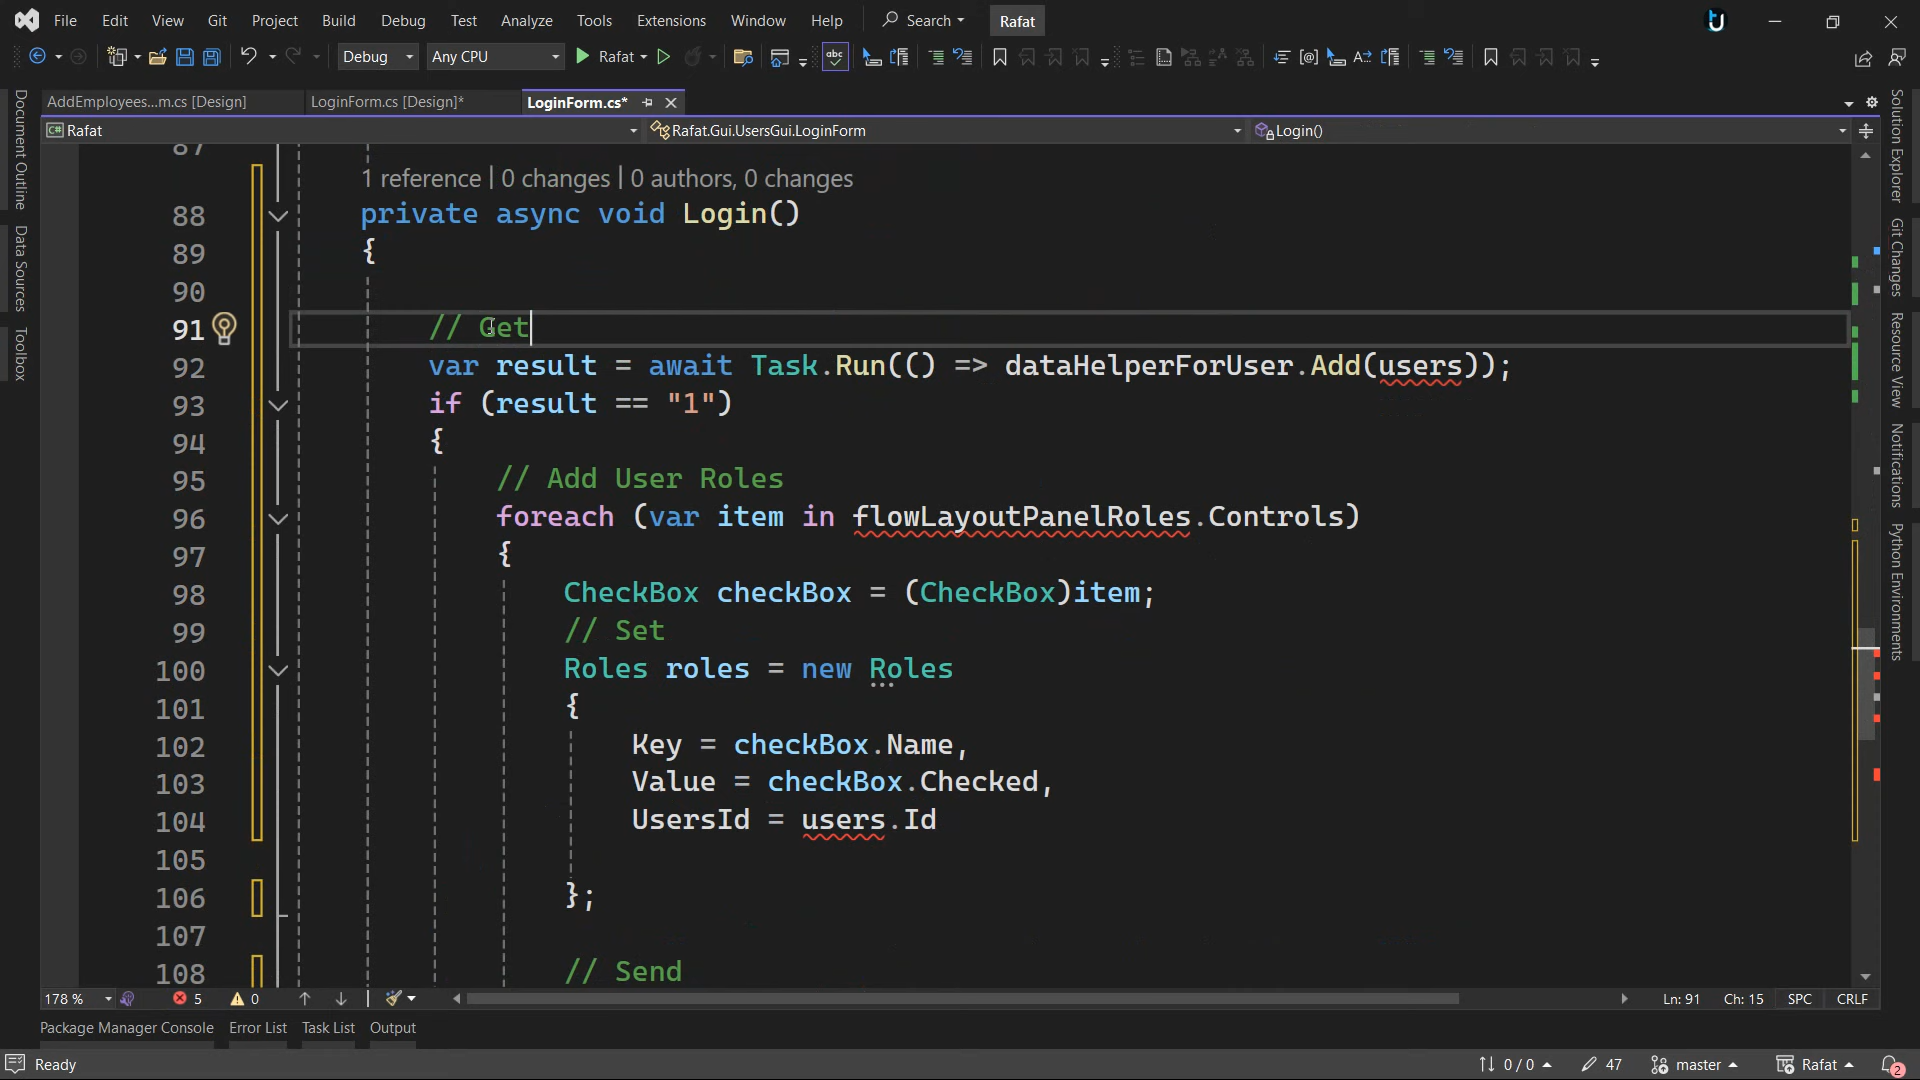 File Edit View Git Project Build Debug Test Analyze Tools Extensions Window Help Search Rafat
Debug Any CPU Rafat
AddEmployees...m.cs [Design] LoginForm.cs [Design]* LoginForm.cs*
C# Rafat Rafat.Gui.UsersGui.LoginForm Login()
Document Outline
Data Sources
Toolbox
87
1 reference | 0 changes | 0 authors, 0 changes
88 private async void Login()
89 {
90
91 // Get
92 var result = await Task.Run(() => dataHelperForUser.Add(users));
93 if (result == "1")
94 {
95 // Add User Roles
96 foreach (var item in flowLayoutPanelRoles.Controls)
97 {
98 CheckBox checkBox = (CheckBox)item;
99 // Set
100 Roles roles = new Roles
101 {
102 Key = checkBox.Name,
103 Value = checkBox.Checked,
104 UsersId = users.Id
105
106 };
107
108 // Send
Solution Explorer
Git Changes
Resource View
Notifications
Python Environments
178 % 5 0 Ln: 91 Ch: 15 SPC CRLF
Package Manager Console Error List Task List Output
Ready 0 / 0 47 master Rafat 2